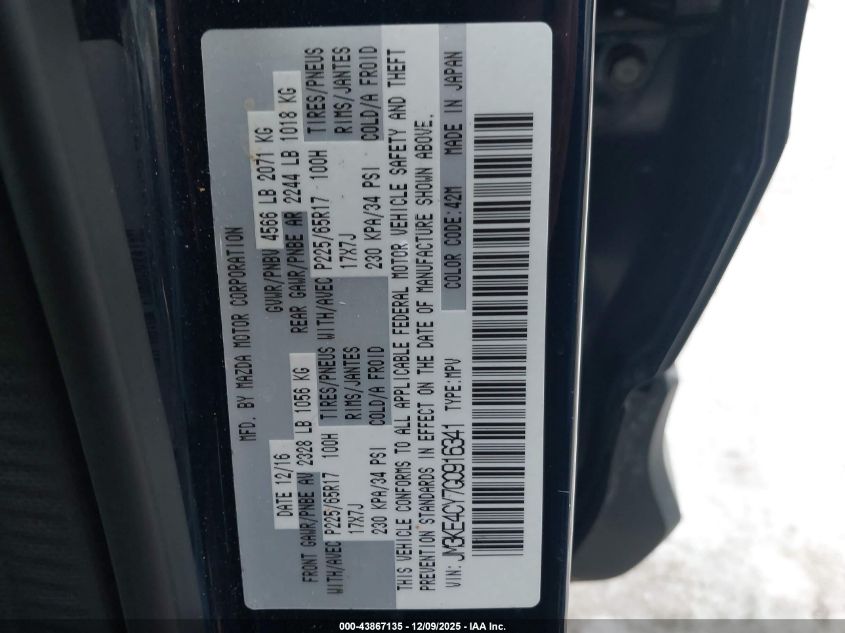 MFD. BY MAZDA MOTOR CORPORATION
DATE 12/16 GVWR/PNBV 4566 LB 2071 KG
FRONT GAWR/PNBE AV 2328 LB 1056 KG REAR GAWR/PNBE AR 2244 LB 1018 KG
WITH/AVEC P225/65R17 100H TIRES/PNEUS WITH/AVEC P225/65R17 100H TIRES/PNEUS
17X7J RIMS/JANTES 17X7J RIMS/JANTES
230 KPA/34 PSI COLD/A FROID 230 KPA/34 PSI COLD/A FROID
THIS VEHICLE CONFORMS TO ALL APPLICABLE FEDERAL MOTOR VEHICLE SAFETY AND THEFT
PREVENTION STANDARDS IN EFFECT ON THE DATE OF MANUFACTURE SHOWN ABOVE.
VIN: JM3KE4CY7G0916341 TYPE:MPV COLOR CODE:42M MADE IN JAPAN
000-43867135 - 12/09/2025 - IAA Inc.